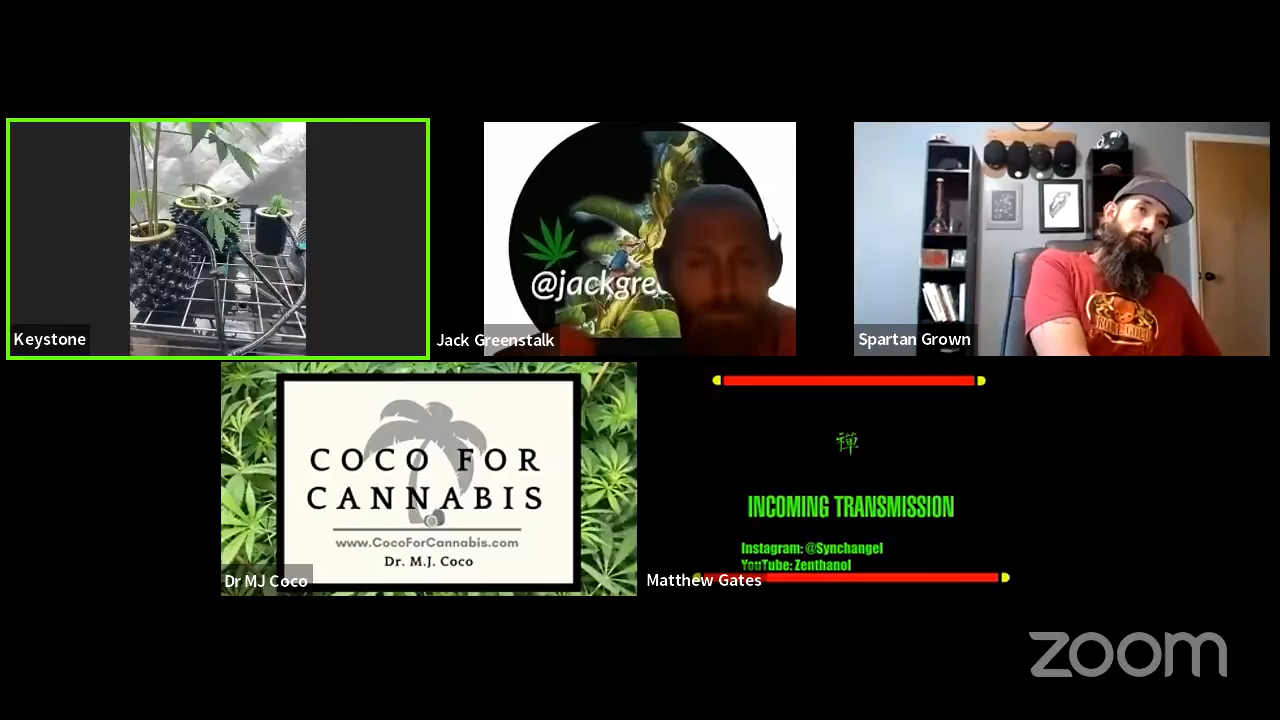 Keystone
@jackgre
Jack Greenstalk
Spartan Grown
COCO FOR
CANNABIS
www.CocoForCannabis.com
Dr. M.J. Coco
Dr MJ Coco
禪
INCOMING TRANSMISSION
Instagram: @Synchangel
YouTube: Zenthanol
Matthew Gates
zoom